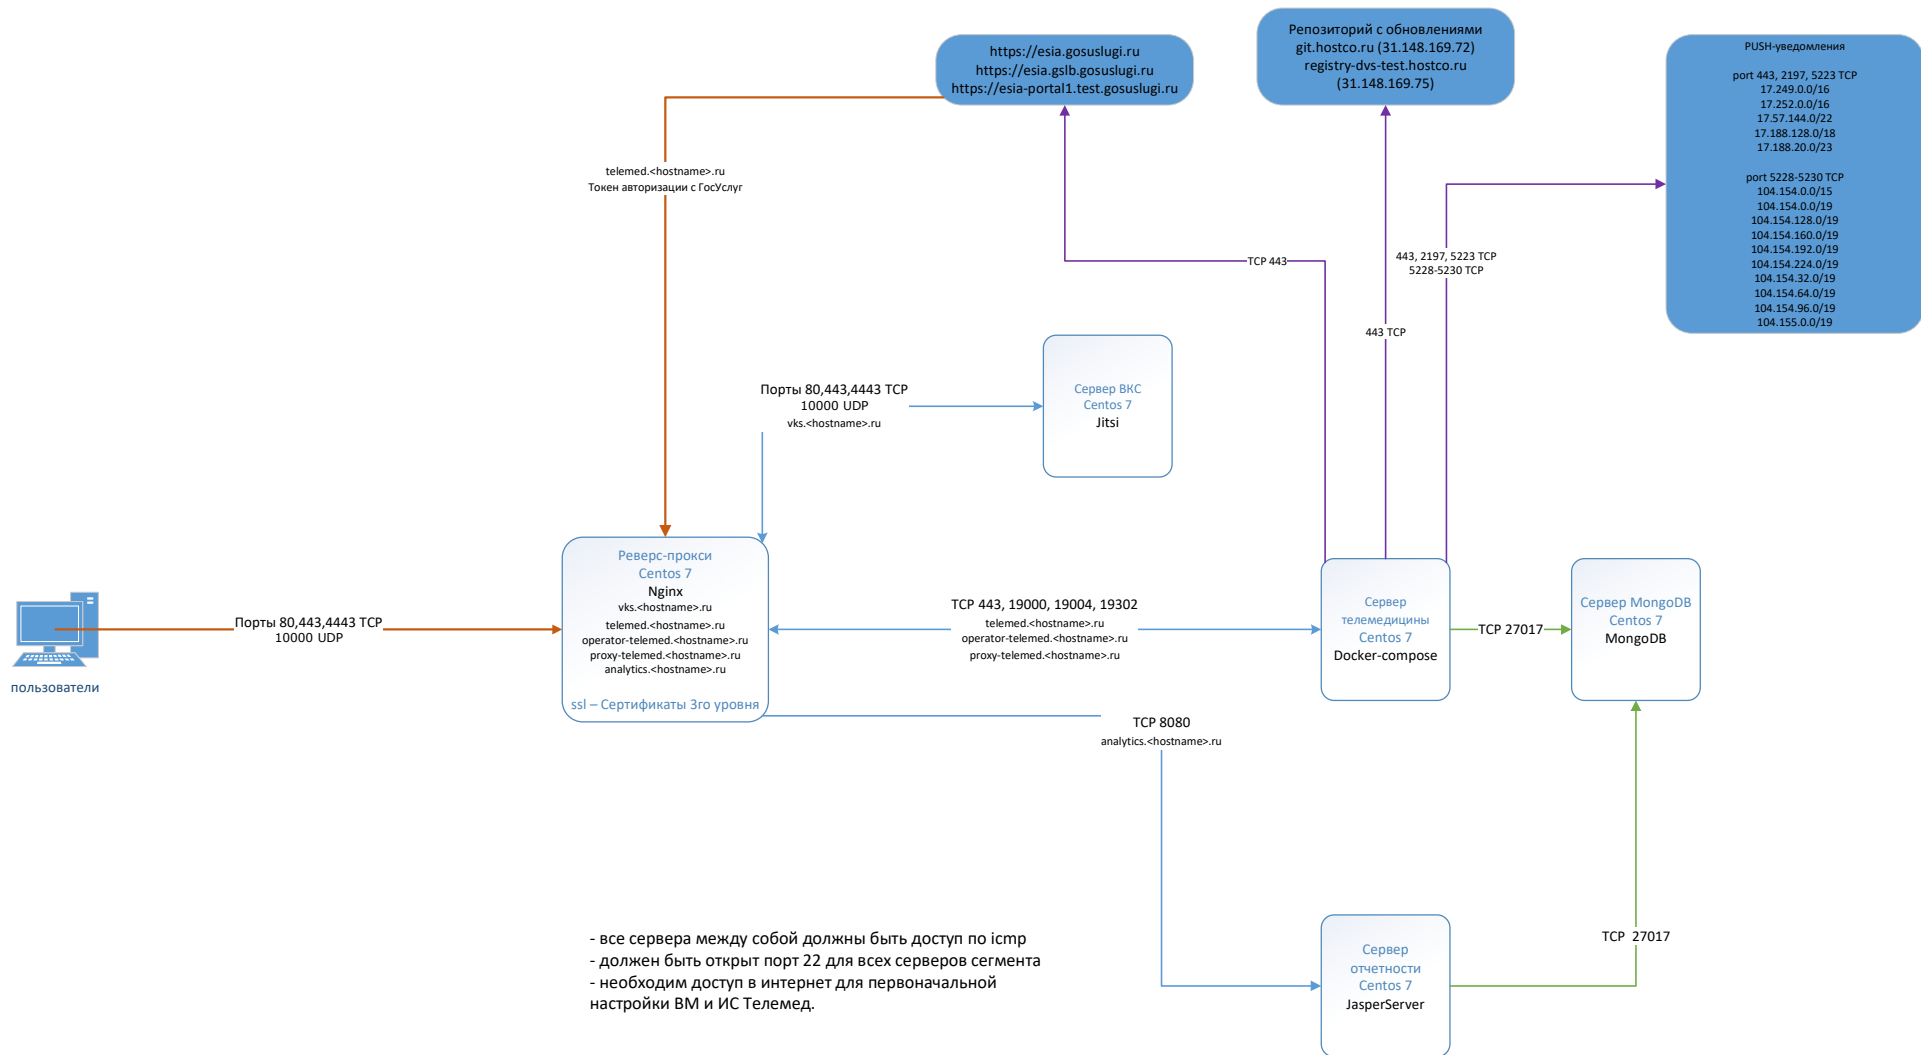 https://esia.gosuslugi.ru
https://esia.gslb.gosuslugi.ru
https://esia-portal1.test.gosuslugi.ru
Репозиторий с обновлениями
git.hostco.ru (31.148.169.72)
registry-dvs-test.hostco.ru
(31.148.169.75)
PUSH-уведомления
port 443, 2197, 5223 TCP
17.249.0.0/16
17.252.0.0/16
17.57.144.0/22
17.188.128.0/18
17.188.20.0/23
port 5228-5230 TCP
104.154.0.0/15
104.154.0.0/19
104.154.128.0/19
104.154.160.0/19
104.154.192.0/19
104.154.224.0/19
104.154.32.0/19
104.154.64.0/19
104.154.96.0/19
104.155.0.0/19
telemed.<hostname>.ru
Токен авторизации с ГосУслуг
TCP 443
443, 2197, 5223 TCP
5228-5230 TCP
443 TCP
Порты 80,443,4443 TCP
10000 UDP
vks.<hostname>.ru
Сервер ВКС
Centos 7
Jitsi
Реверс-прокси
Centos 7
Nginx
vks.<hostname>.ru
telemed.<hostname>.ru
operator-telemed.<hostname>.ru
proxy-telemed.<hostname>.ru
analytics.<hostname>.ru
ssl – Сертификаты 3го уровня
пользователи
Порты 80,443,4443 TCP
10000 UDP
TCP 443, 19000, 19004, 19302
telemed.<hostname>.ru
operator-telemed.<hostname>.ru
proxy-telemed.<hostname>.ru
Сервер
телемедицины
Centos 7
Docker-compose
TCP 27017
Сервер MongoDB
Centos 7
MongoDB
TCP 8080
analytics.<hostname>.ru
TCP 27017
Сервер
отчетности
Centos 7
JasperServer
- все сервера между собой должны быть доступ по icmp
- должен быть открыт порт 22 для всех серверов сегмента
- необходим доступ в интернет для первоначальной
настройки ВМ и ИС Телемед.